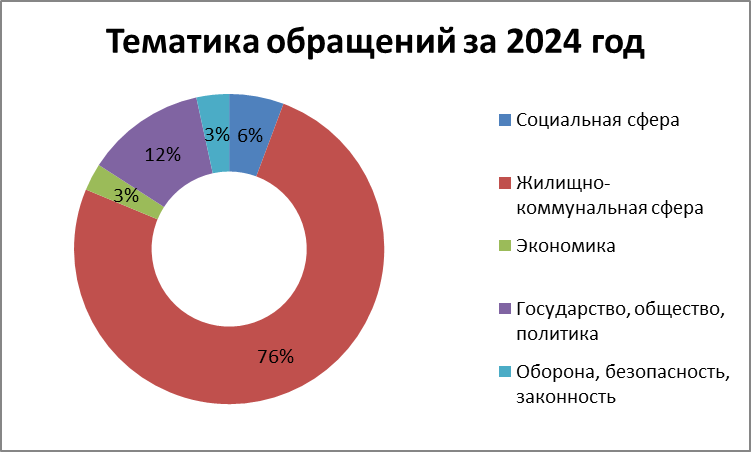 Тематика обращений за 2024 год
6%
76%
3%
12%
3%
Социальная сфера
Жилищно-
коммунальная сфера
Экономика
Государство, общество,
политика
Оборона, безопасность,
законность